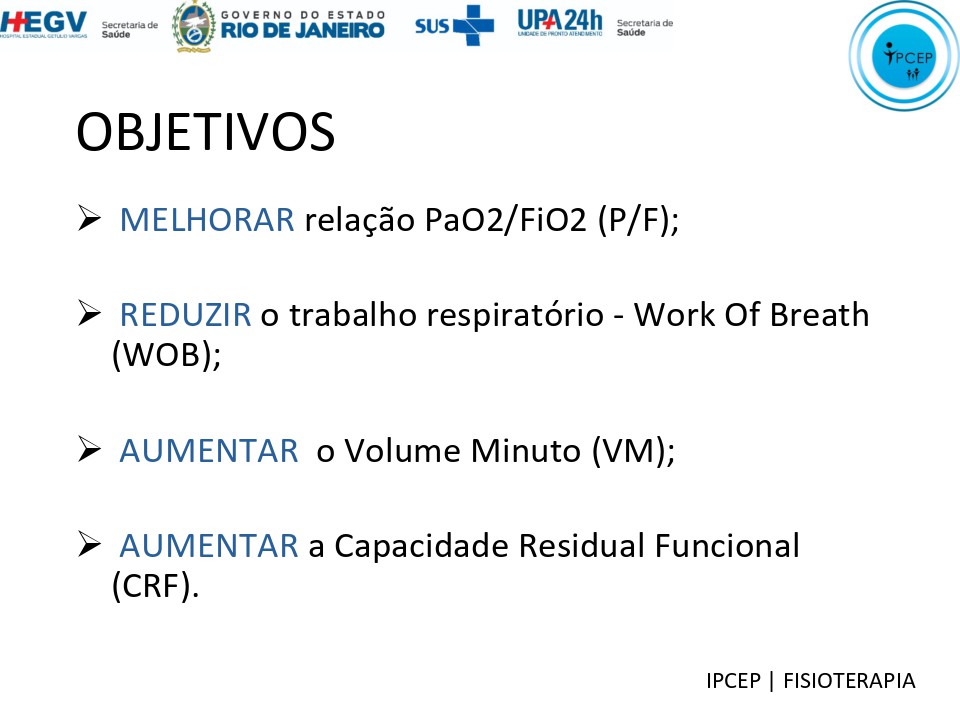 HEGV
HOSPITAL ESTADUAL GETÚLIO VARGAS
Secretaria de
Saúde
GOVERNO DO ESTADO
RIO DE JANEIRO
SUS
UPA 24h
UNIDADE DE PRONTO ATENDIMENTO
Secretaria de
Saúde
IPCEP
OBJETIVOS
➢ MELHORAR relação PaO2/FiO2 (P/F);
➢ REDUZIR o trabalho respiratório - Work Of Breath
(WOB);
➢ AUMENTAR o Volume Minuto (VM);
➢ AUMENTAR a Capacidade Residual Funcional
(CRF).
IPCEP | FISIOTERAPIA